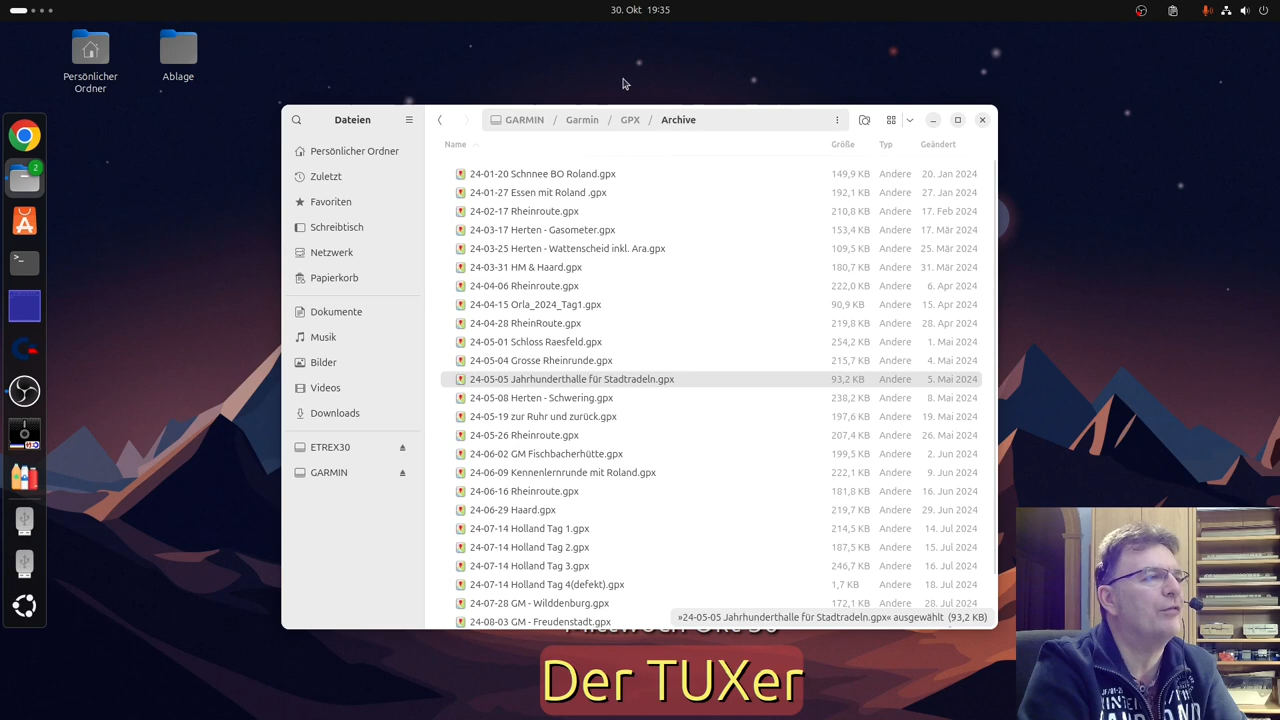 30. Okt 19:35
Persönlicher
Ordner
Ablage
2
Dateien
GARMIN / Garmin / GPX / Archive
Persönlicher Ordner
Zuletzt
Favoriten
Schreibtisch
Netzwerk
Papierkorb
Dokumente
Musik
Bilder
Videos
Downloads
ETREX30
GARMIN
Name Größe Typ Geändert
24-01-20 Schnnee BO Roland.gpx 149,9 KB Andere 20. Jan 2024
24-01-27 Essen mit Roland .gpx 192,1 KB Andere 27. Jan 2024
24-02-17 Rheinroute.gpx 210,8 KB Andere 17. Feb 2024
24-03-17 Herten - Gasometer.gpx 153,4 KB Andere 17. Mär 2024
24-03-25 Herten - Wattenscheid inkl. Ara.gpx 109,5 KB Andere 25. Mär 2024
24-03-31 HM & Haard.gpx 180,7 KB Andere 31. Mär 2024
24-04-06 Rheinroute.gpx 222,0 KB Andere 6. Apr 2024
24-04-15 Orla_2024_Tag1.gpx 90,9 KB Andere 15. Apr 2024
24-04-28 RheinRoute.gpx 219,8 KB Andere 28. Apr 2024
24-05-01 Schloss Raesfeld.gpx 254,2 KB Andere 1. Mai 2024
24-05-04 Grosse Rheinrunde.gpx 215,7 KB Andere 4. Mai 2024
24-05-05 Jahrhunderthalle für Stadtradeln.gpx 93,2 KB Andere 5. Mai 2024
24-05-08 Herten - Schwering.gpx 238,2 KB Andere 8. Mai 2024
24-05-19 zur Ruhr und zurück.gpx 197,6 KB Andere 19. Mai 2024
24-05-26 Rheinroute.gpx 207,4 KB Andere 26. Mai 2024
24-06-02 GM Fischbacherhütte.gpx 199,5 KB Andere 2. Jun 2024
24-06-09 Kennenlernrunde mit Roland.gpx 222,1 KB Andere 9. Jun 2024
24-06-16 Rheinroute.gpx 181,8 KB Andere 16. Jun 2024
24-06-29 Haard.gpx 219,7 KB Andere 29. Jun 2024
24-07-14 Holland Tag 1.gpx 214,5 KB Andere 14. Jul 2024
24-07-14 Holland Tag 2.gpx 187,5 KB Andere 15. Jul 2024
24-07-14 Holland Tag 3.gpx 246,7 KB Andere 16. Jul 2024
24-07-14 Holland Tag 4(defekt).gpx 1,7 KB Andere 18. Jul 2024
24-07-28 GM - Wilddenburg.gpx 172,1 KB Andere 28. Jul 2024
24-08-03 GM - Freudenstadt.gpx
»24-05-05 Jahrhunderthalle für Stadtradeln.gpx« ausgewählt (93,2 KB)
Mittwoch Okt 30
Der TUXer